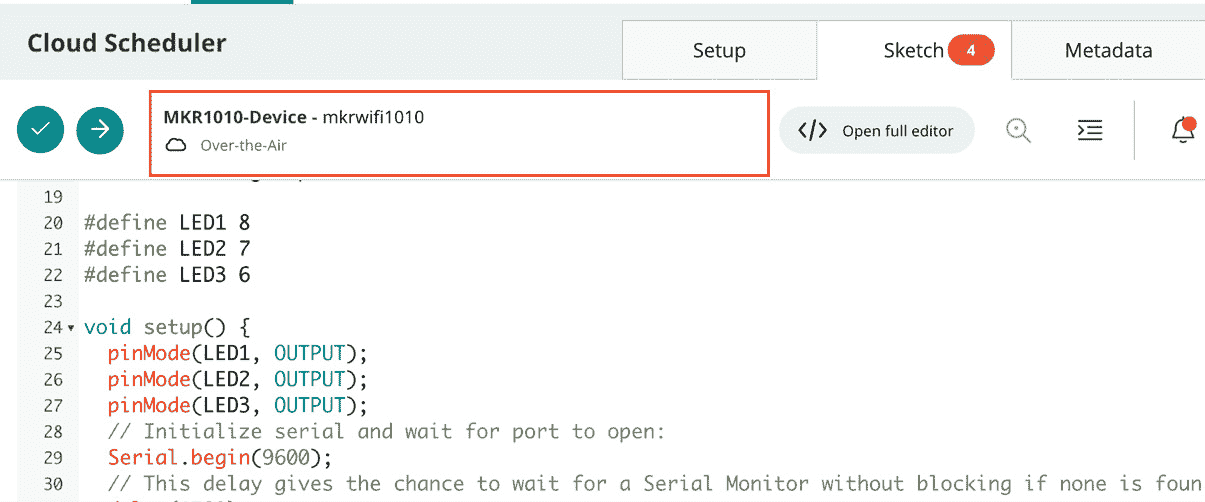 Cloud Scheduler
Setup
Sketch 4
Metadata
MKR1010-Device - mkrwifi1010
Over-the-Air
</> Open full editor
19
20 #define LED1 8
21 #define LED2 7
22 #define LED3 6
23
24 void setup() {
25 pinMode(LED1, OUTPUT);
26 pinMode(LED2, OUTPUT);
27 pinMode(LED3, OUTPUT);
28 // Initialize serial and wait for port to open:
29 Serial.begin(9600);
30 // This delay gives the chance to wait for a Serial Monitor without blocking if none is foun